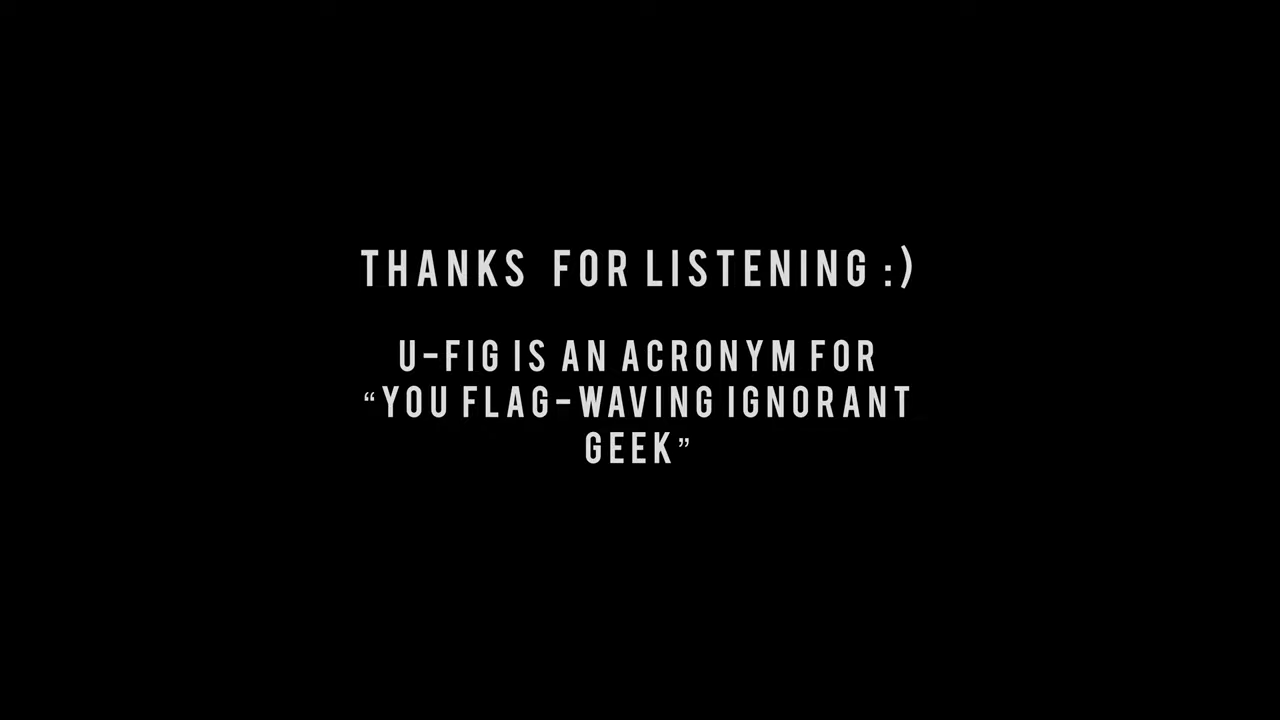 THANKS FOR LISTENING :)
U-FIG IS AN ACRONYM FOR
“YOU FLAG-WAVING IGNORANT
GEEK”